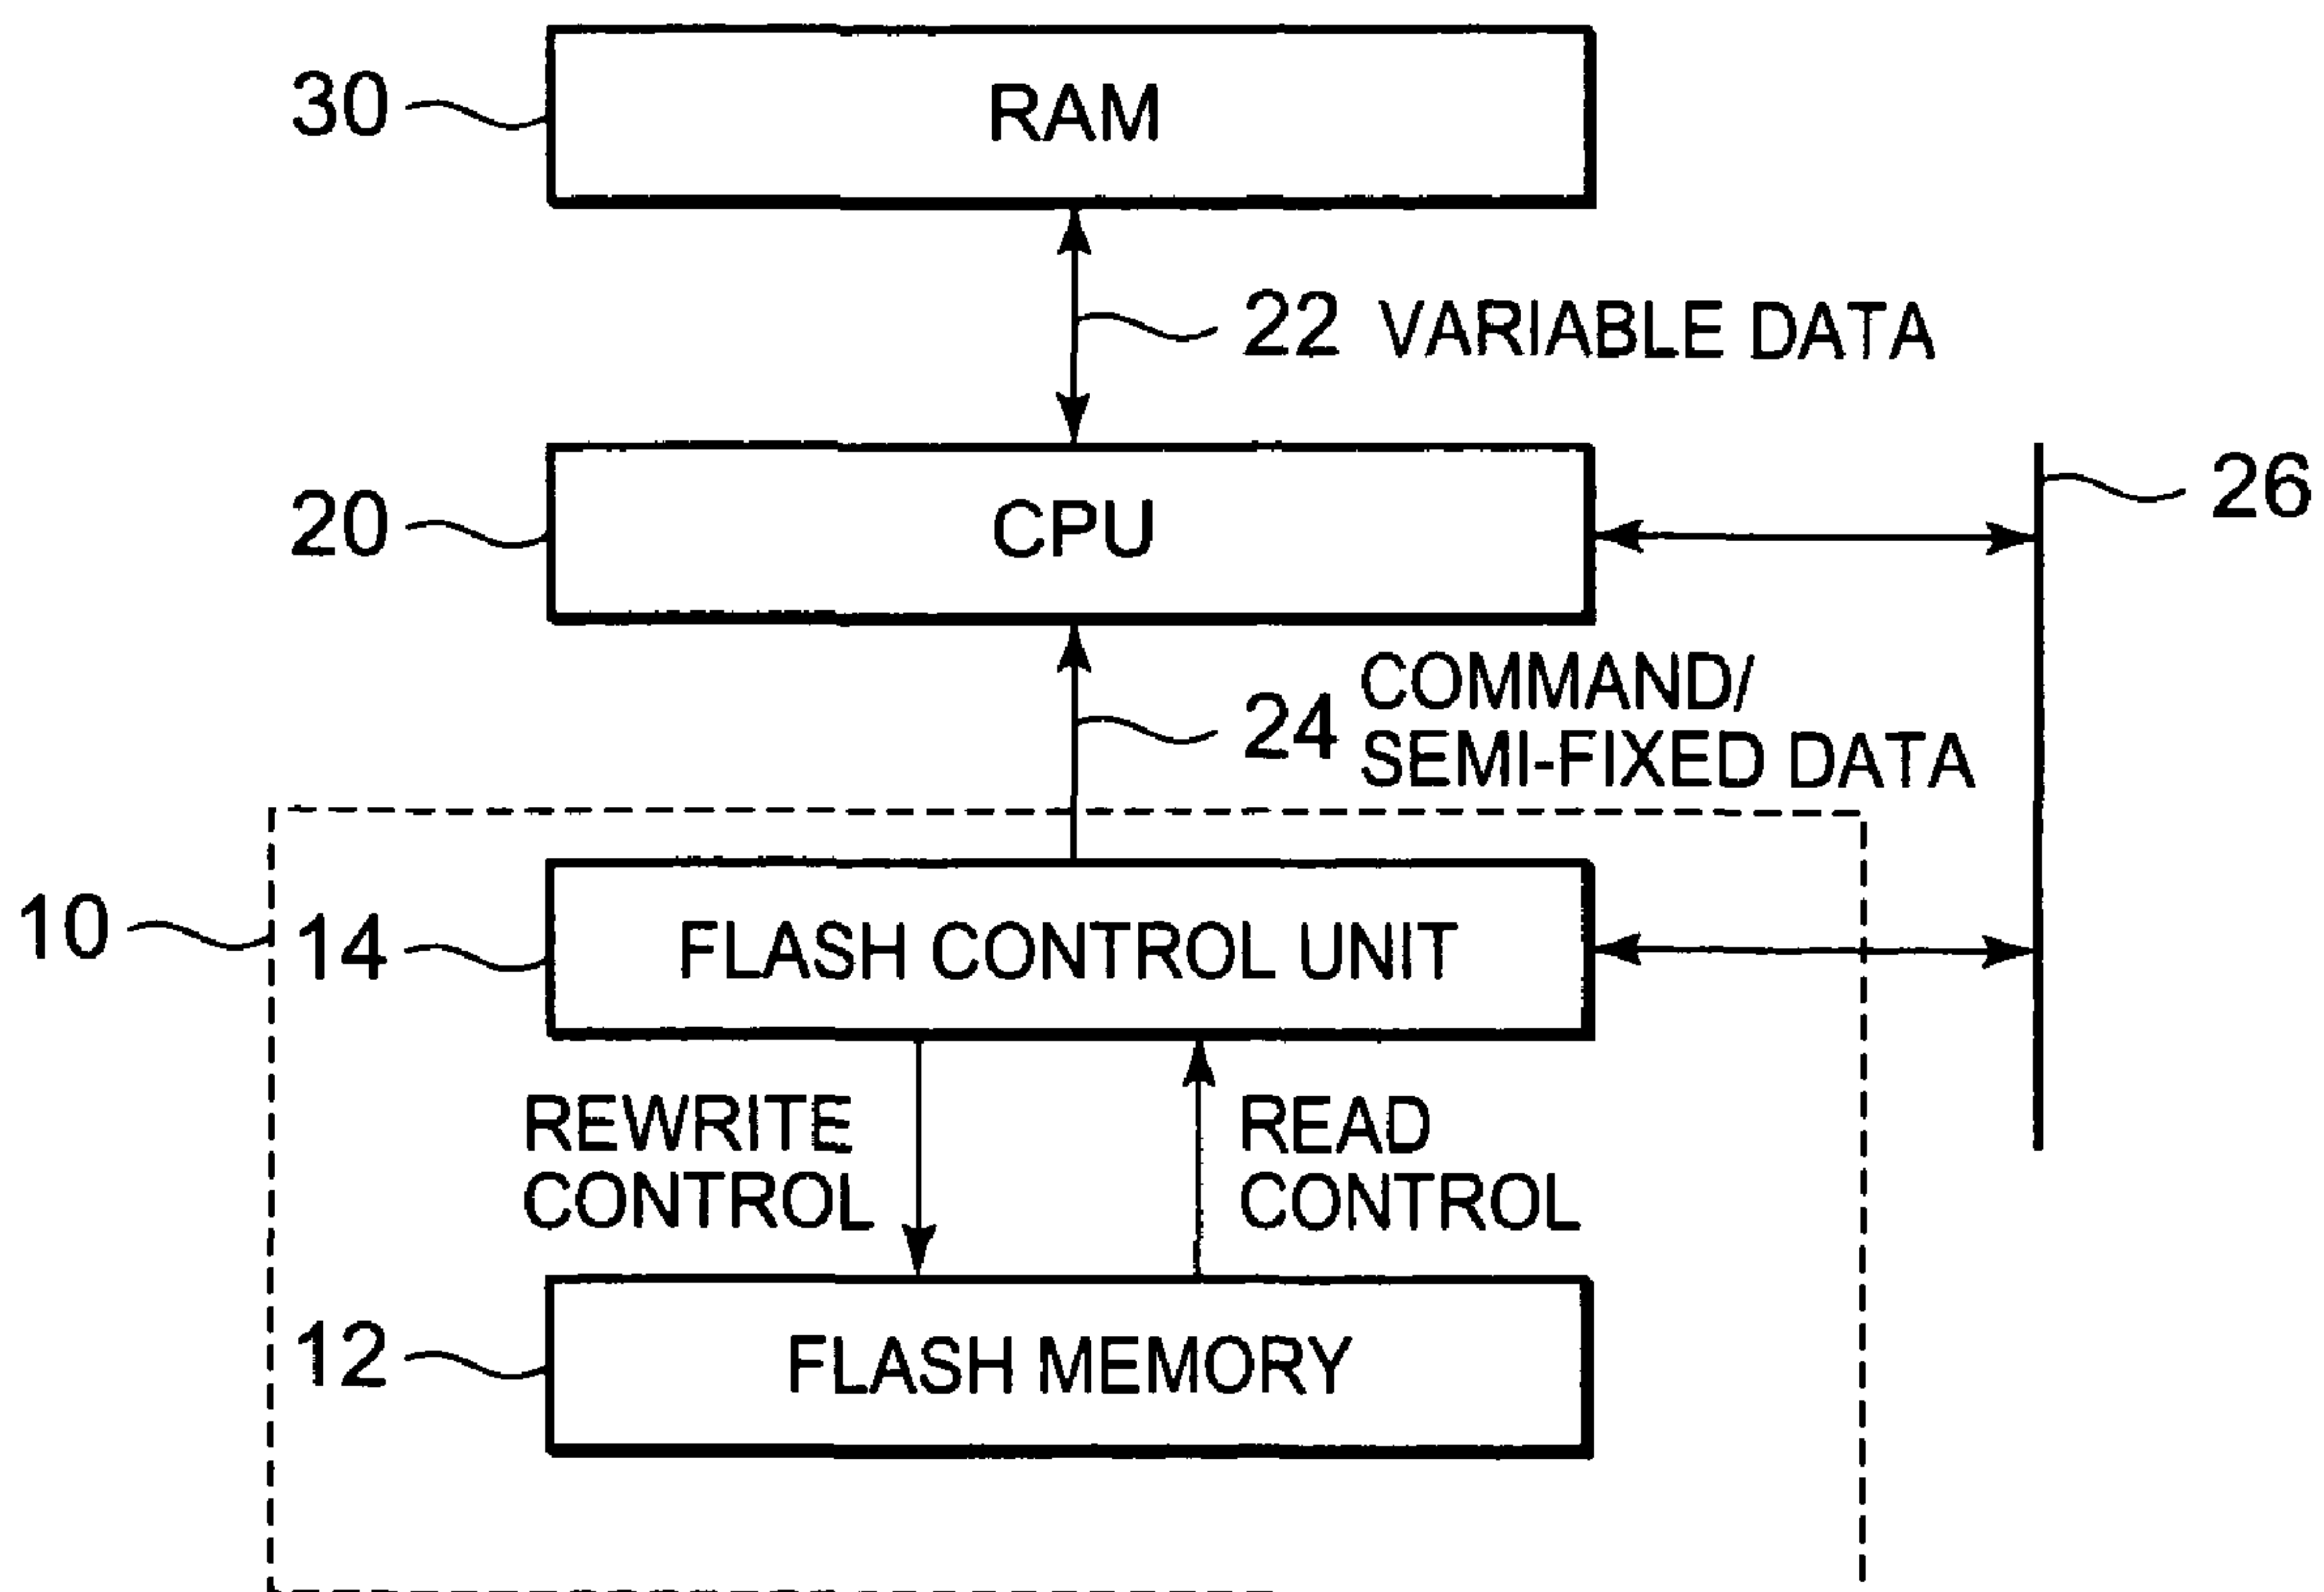 30
RAM
22 VARIABLE DATA
20
CPU
26
24 COMMAND/
SEMI-FIXED DATA
10
14
FLASH CONTROL UNIT
REWRITE
CONTROL
READ
CONTROL
12
FLASH MEMORY